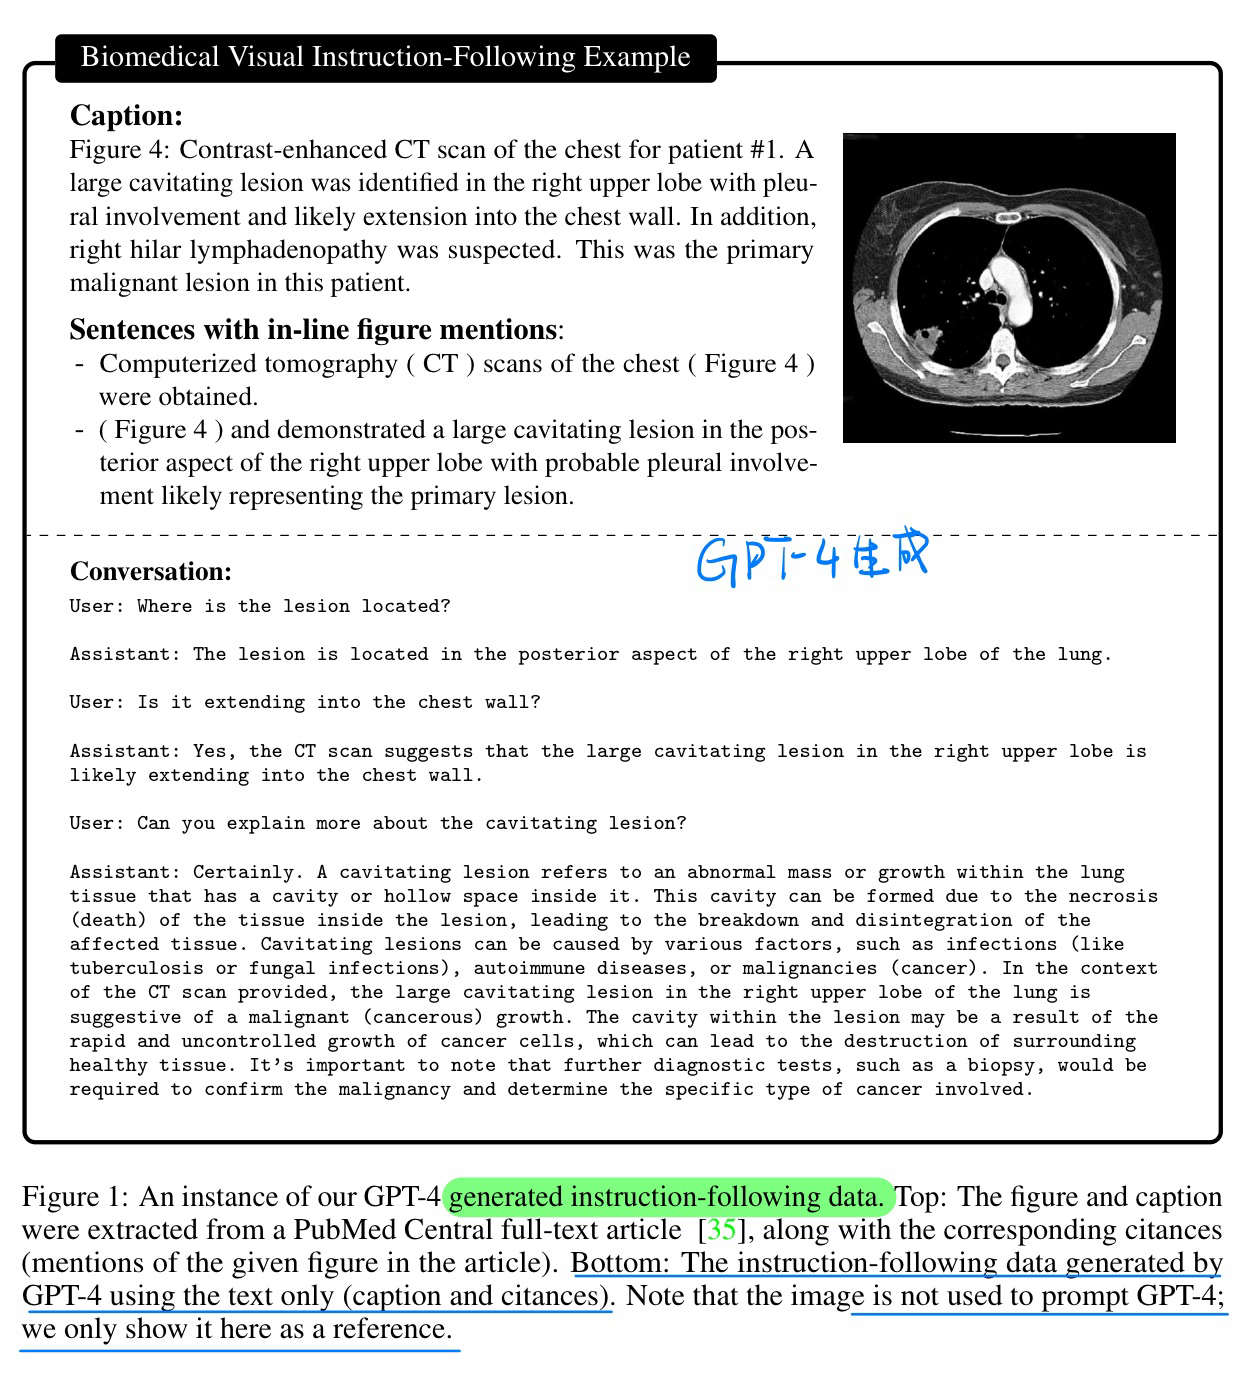 Biomedical Visual Instruction-Following Example
Caption:
Figure 4: Contrast-enhanced CT scan of the chest for patient #1. A
large cavitating lesion was identified in the right upper lobe with pleu-
ral involvement and likely extension into the chest wall. In addition,
right hilar lymphadenopathy was suspected. This was the primary
malignant lesion in this patient.
Sentences with in-line figure mentions:
- Computerized tomography ( CT ) scans of the chest ( Figure 4 )
were obtained.
- ( Figure 4 ) and demonstrated a large cavitating lesion in the pos-
terior aspect of the right upper lobe with probable pleural involve-
ment likely representing the primary lesion.
GPT-4生成
Conversation:
User: Where is the lesion located?
Assistant: The lesion is located in the posterior aspect of the right upper lobe of the lung.
User: Is it extending into the chest wall?
Assistant: Yes, the CT scan suggests that the large cavitating lesion in the right upper lobe is
likely extending into the chest wall.
User: Can you explain more about the cavitating lesion?
Assistant: Certainly. A cavitating lesion refers to an abnormal mass or growth within the lung
tissue that has a cavity or hollow space inside it. This cavity can be formed due to the necrosis
(death) of the tissue inside the lesion, leading to the breakdown and disintegration of the
affected tissue. Cavitating lesions can be caused by various factors, such as infections (like
tuberculosis or fungal infections), autoimmune diseases, or malignancies (cancer). In the context
of the CT scan provided, the large cavitating lesion in the right upper lobe of the lung is
suggestive of a malignant (cancerous) growth. The cavity within the lesion may be a result of the
rapid and uncontrolled growth of cancer cells, which can lead to the destruction of surrounding
healthy tissue. It's important to note that further diagnostic tests, such as a biopsy, would be
required to confirm the malignancy and determine the specific type of cancer involved.
Figure 1: An instance of our GPT-4 generated instruction-following data. Top: The figure and caption
were extracted from a PubMed Central full-text article [35], along with the corresponding citances
(mentions of the given figure in the article). Bottom: The instruction-following data generated by
GPT-4 using the text only (caption and citances). Note that the image is not used to prompt GPT-4;
we only show it here as a reference.